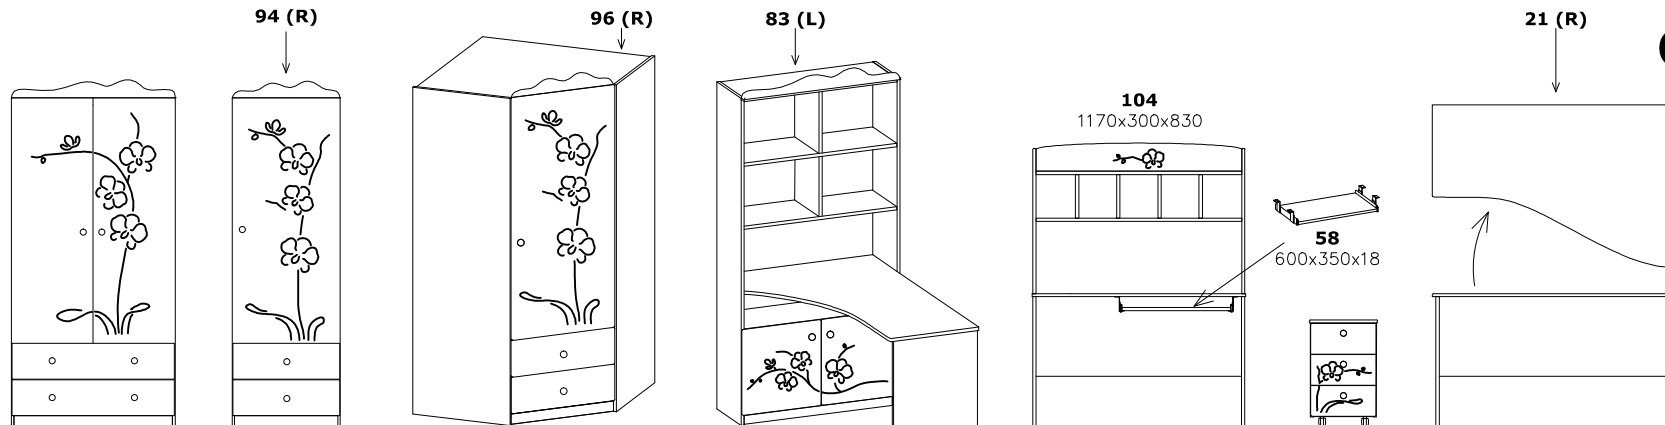 94 (R)
96 (R)
83 (L)
21 (R)
104
1170x300x830
58
600x350x18